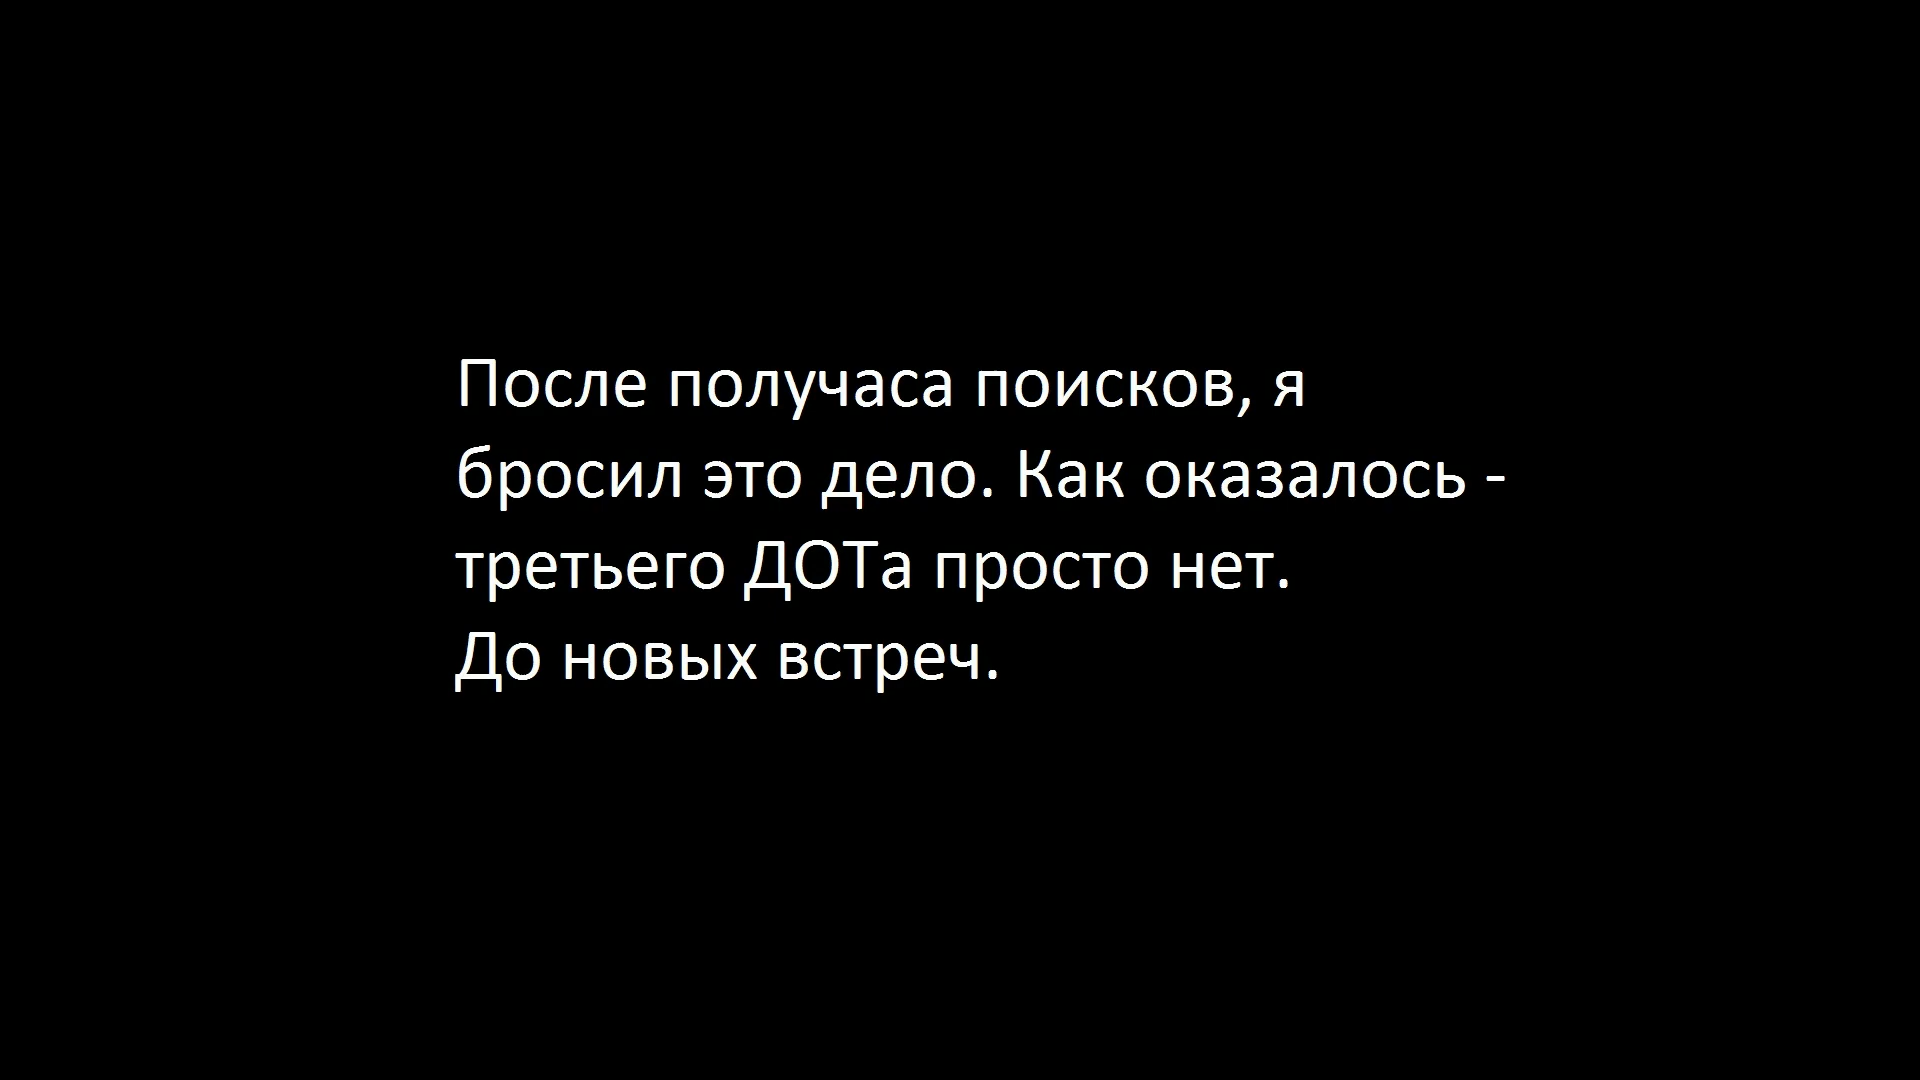 После получаса поисков, я
бросил это дело. Как оказалось -
третьего ДОТа просто нет.
До новых встреч.